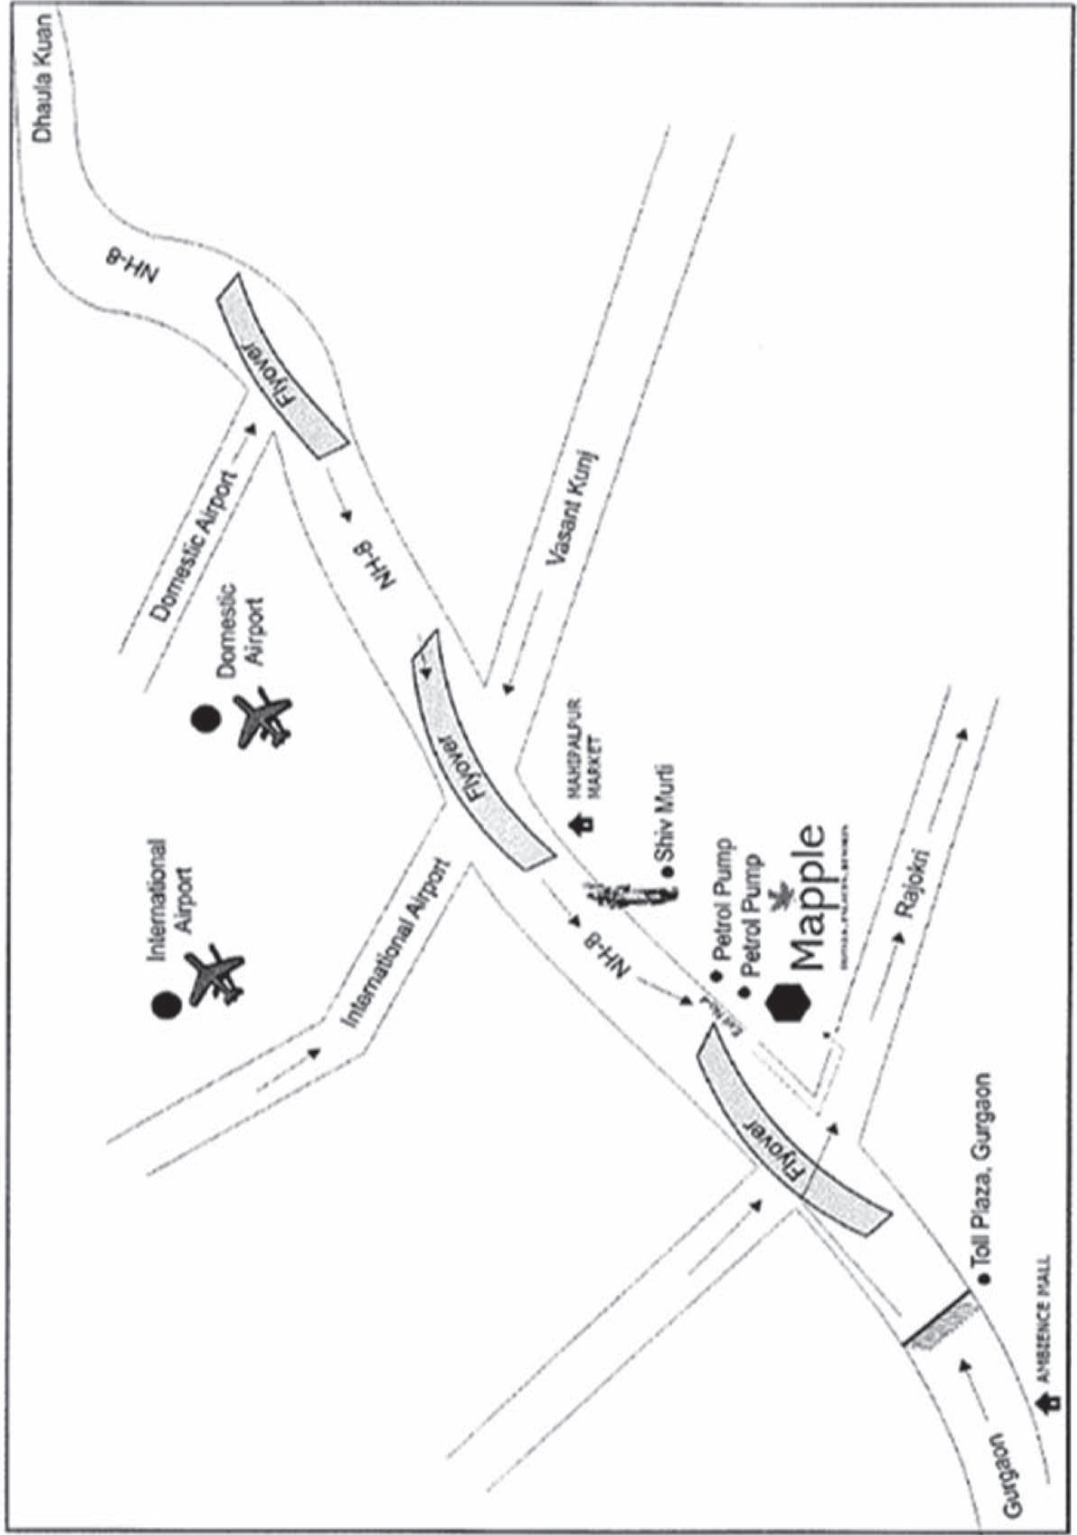 Dhaula Kuan
NH-8
Flyover
Domestic Airport
Domestic
Airport
NH-8
Vasant Kunj
Flyover
International
Airport
International Airport
MAHIPALPUR
MARKET
Shiv Murti
NH-8
Petrol Pump
Petrol Pump
Mapple
Rajokri
Flyover
Toll Plaza, Gurgaon
AMBIENCE MALL
Gurgaon